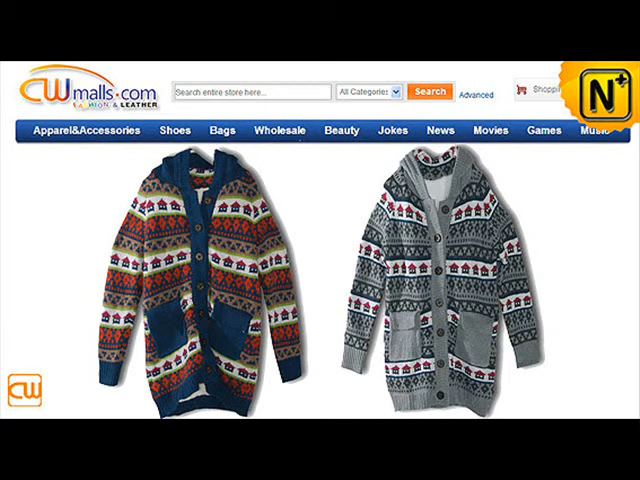 CWmalls.com
FASHION & LEATHER
Search entire store here...
All Categories
Search
Advanced
Shopping
N+
Apparel&Accessories Shoes Bags Wholesale Beauty Jokes News Movies Games Music
CW